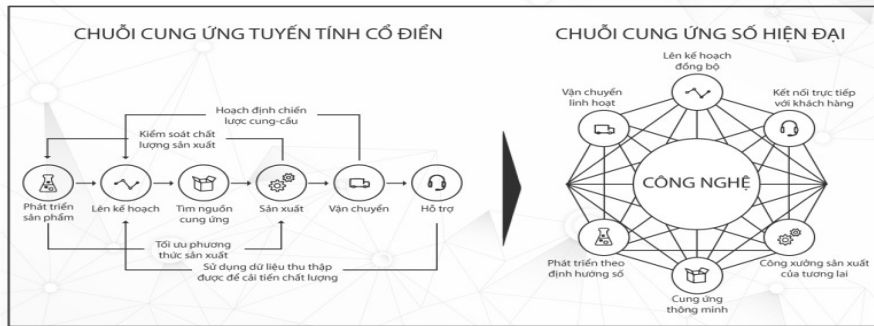 CHUỖI CUNG ỨNG TUYẾN TÍNH CỔ ĐIỂN
Hoạch định chiến
lược cung-cầu
Kiểm soát chất
lượng sản xuất
Phát triển
sản phẩm
Lên kế hoạch
Tìm nguồn
cung ứng
Sản xuất
Vận chuyển
Hỗ trợ
Tối ưu phương
thức sản xuất
Sử dụng dữ liệu thu thập
được để cải tiến chất lượng
CHUỖI CUNG ỨNG SỐ HIỆN ĐẠI
Lên kế hoạch
đồng bộ
Vận chuyển
linh hoạt
Kết nối trực tiếp
với khách hàng
CÔNG NGHỆ
Phát triển theo
định hướng số
Công xưởng sản xuất
của tương lai
Cung ứng
thông minh